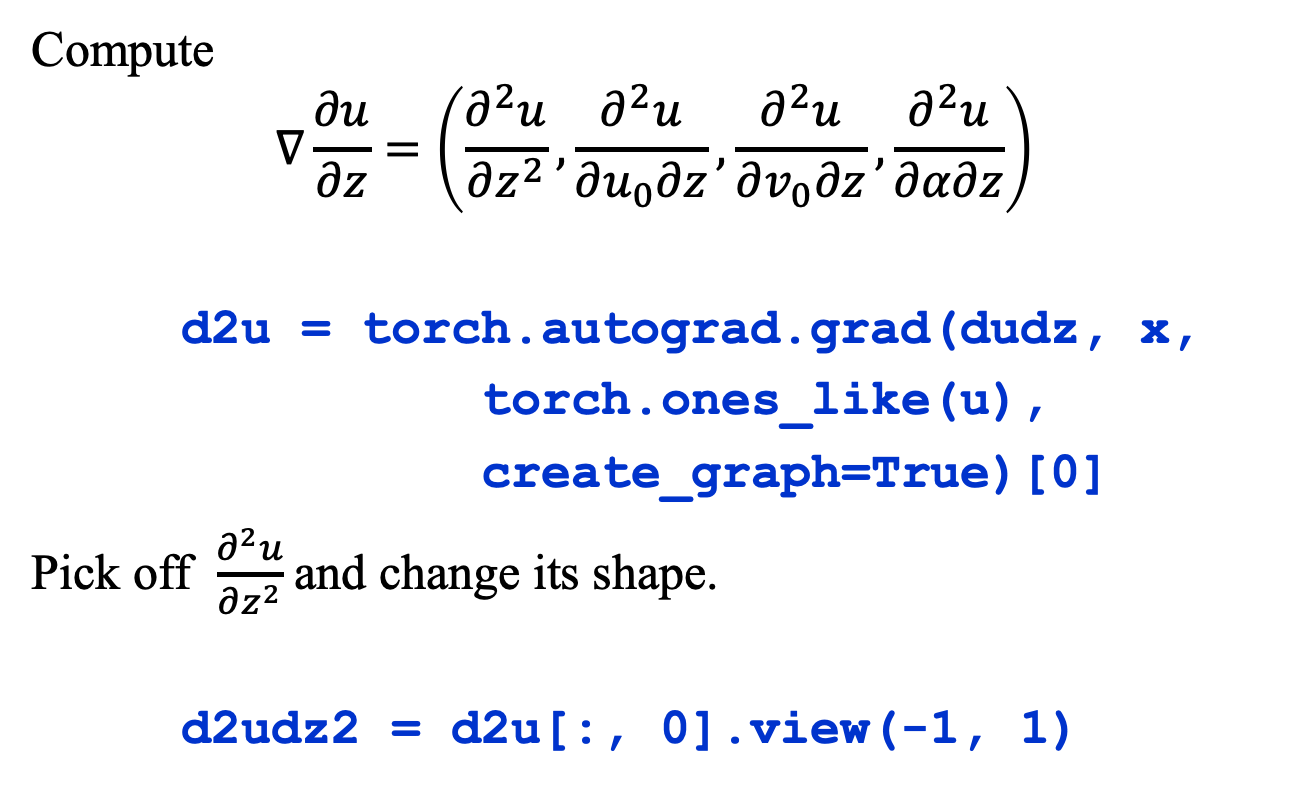 Compute
∇ ∂u/∂z = (∂²u/∂z², ∂²u/∂u₀∂z, ∂²u/∂v₀∂z, ∂²u/∂α∂z)
d2u = torch.autograd.grad(dudz, x,
torch.ones_like(u),
create_graph=True)[0]
Pick off ∂²u/∂z² and change its shape.
d2udz2 = d2u[:, 0].view(-1, 1)